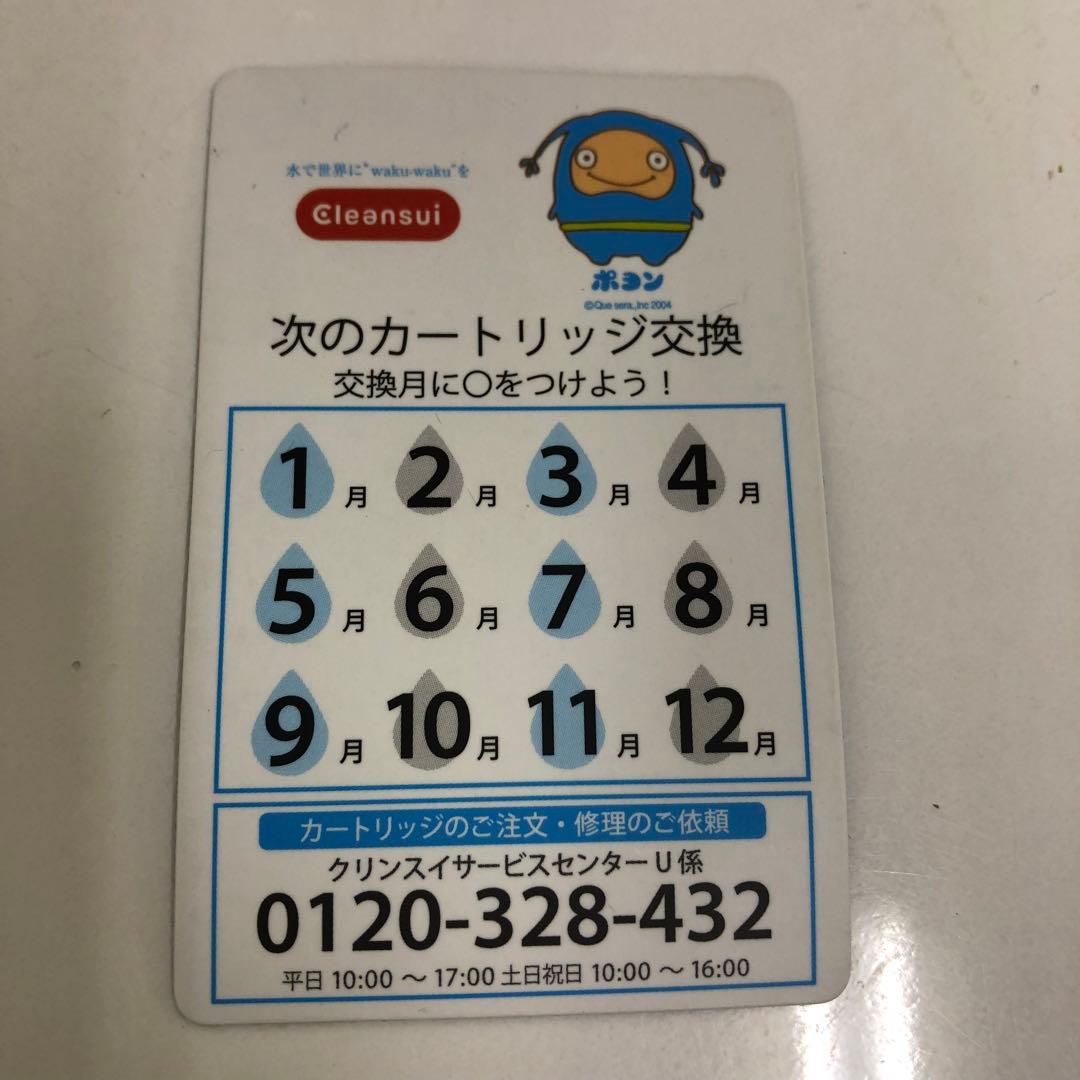 水で世界に"waku-waku"を
Cleansui
ポヨン
©Que sera.,Inc 2004
次のカートリッジ交換
交換月に○をつけよう！
1月 2月 3月 4月
5月 6月 7月 8月
9月 10月 11月 12月
カートリッジのご注文・修理のご依頼
クリンスイサービスセンターU係
0120-328-432
平日 10:00 ～ 17:00 土日祝日 10:00 ～ 16:00